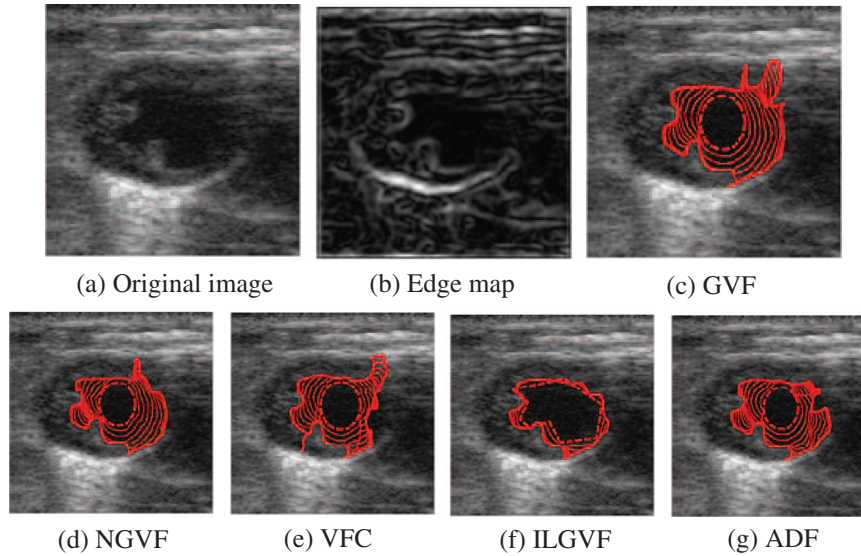 (a) Original image
(b) Edge map
(c) GVF
(d) NGVF
(e) VFC
(f) ILGVF
(g) ADF